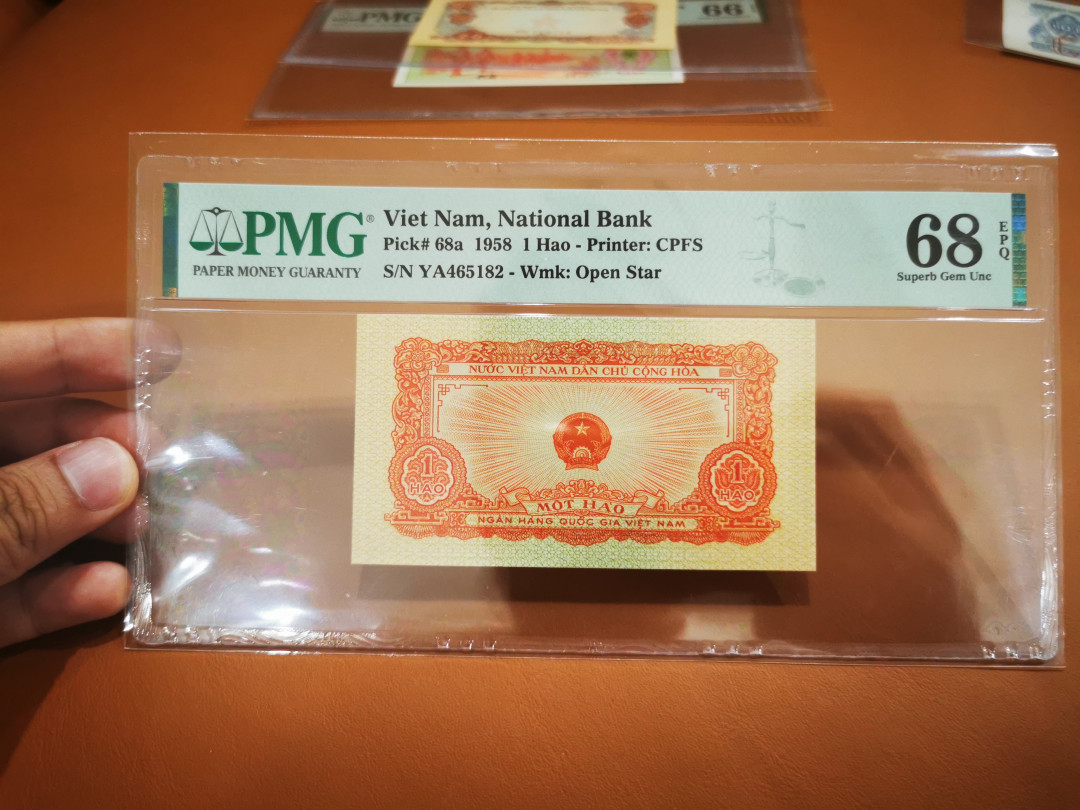 PMG
66
PMG®
PAPER MONEY GUARANTY
Viet Nam, National Bank
Pick# 68a 1958 1 Hao - Printer: CPFS
S/N YA465182 - Wmk: Open Star
68
EPQ
Superb Gem Unc
NƯỚC VIỆT NAM DÂN CHỦ CỘNG HÒA
1
HAO
1
HAO
MỘT HAO
NGÂN HÀNG QUỐC GIA VIỆT NAM